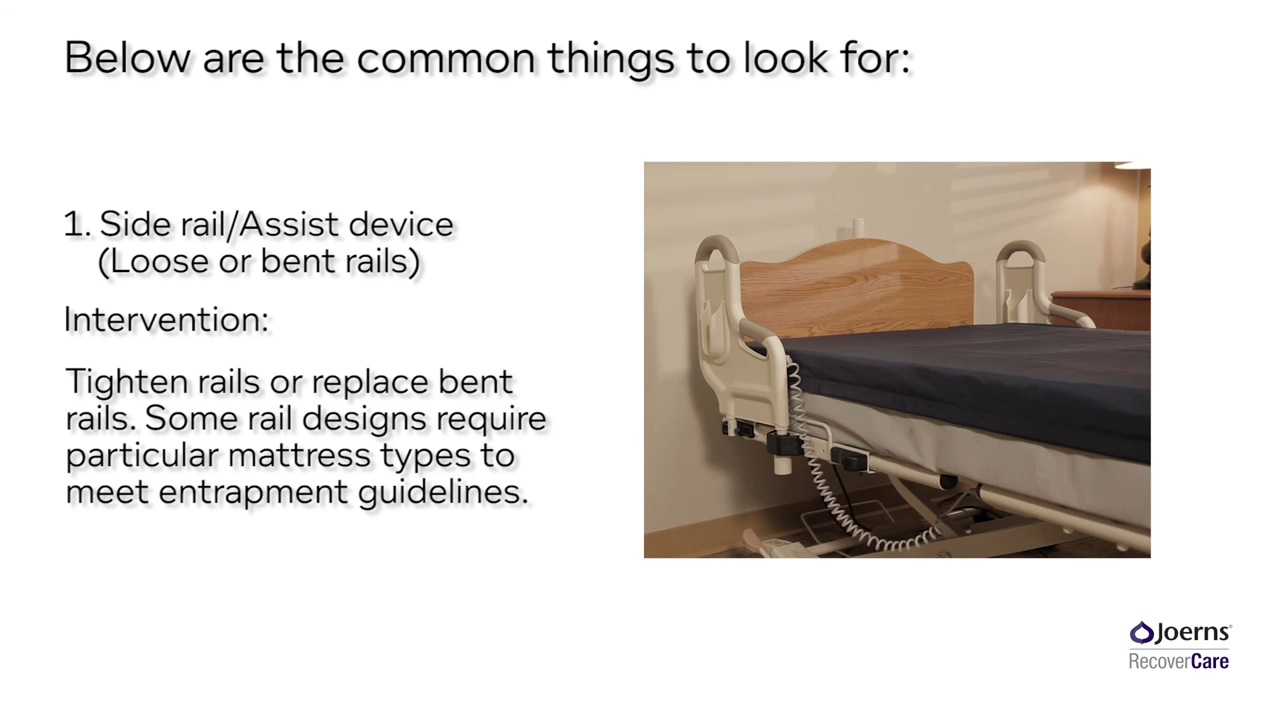 Below are the common things to look for:
1. Side rail/Assist device
(Loose or bent rails)
Intervention:
Tighten rails or replace bent
rails. Some rail designs require
particular mattress types to
meet entrapment guidelines.
Joerns®
RecoverCare